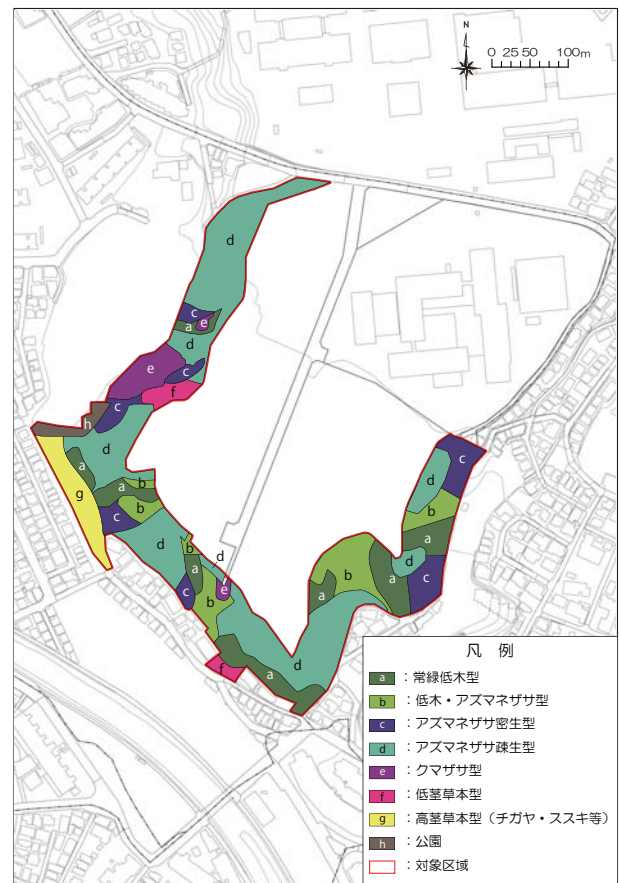 N
0 25 50 100m
d
c
a e
d
e
c
f
c
h
d
a
g
a b
b
c
d
b
d
a
e
c
b
f
a
d
a
b
a
d
c
d
b
a
d
c
凡 例
a ：常緑低木型
b ：低木・アズマネザサ型
c ：アズマネザサ密生型
d ：アズマネザサ疎生型
e ：クマザサ型
f ：低茎草本型
g ：高茎草本型（チガヤ・ススキ等）
h ：公園
：対象区域